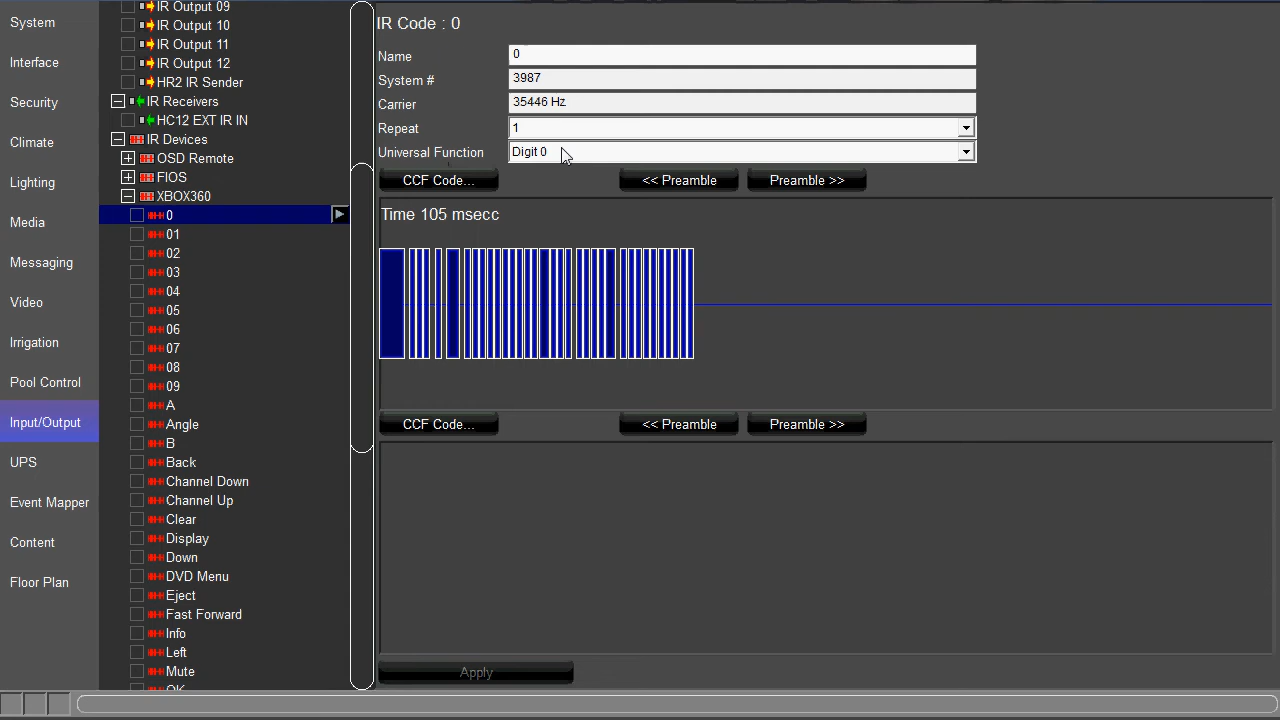 System
Interface
Security
Climate
Lighting
Media
Messaging
Video
Irrigation
Pool Control
Input/Output
UPS
Event Mapper
Content
Floor Plan
IR Output 09
IR Output 10
IR Output 11
IR Output 12
HR2 IR Sender
IR Receivers
HC12 EXT IR IN
IR Devices
OSD Remote
FIOS
XBOX360
0
01
02
03
04
05
06
07
08
09
A
Angle
B
Back
Channel Down
Channel Up
Clear
Display
Down
DVD Menu
Eject
Fast Forward
Info
Left
Mute
OK
IR Code : 0
Name 0
System # 3987
Carrier 35446 Hz
Repeat 1
Universal Function Digit 0
CCF Code... << Preamble Preamble >>
Time 105 msecc
CCF Code... << Preamble Preamble >>
Apply